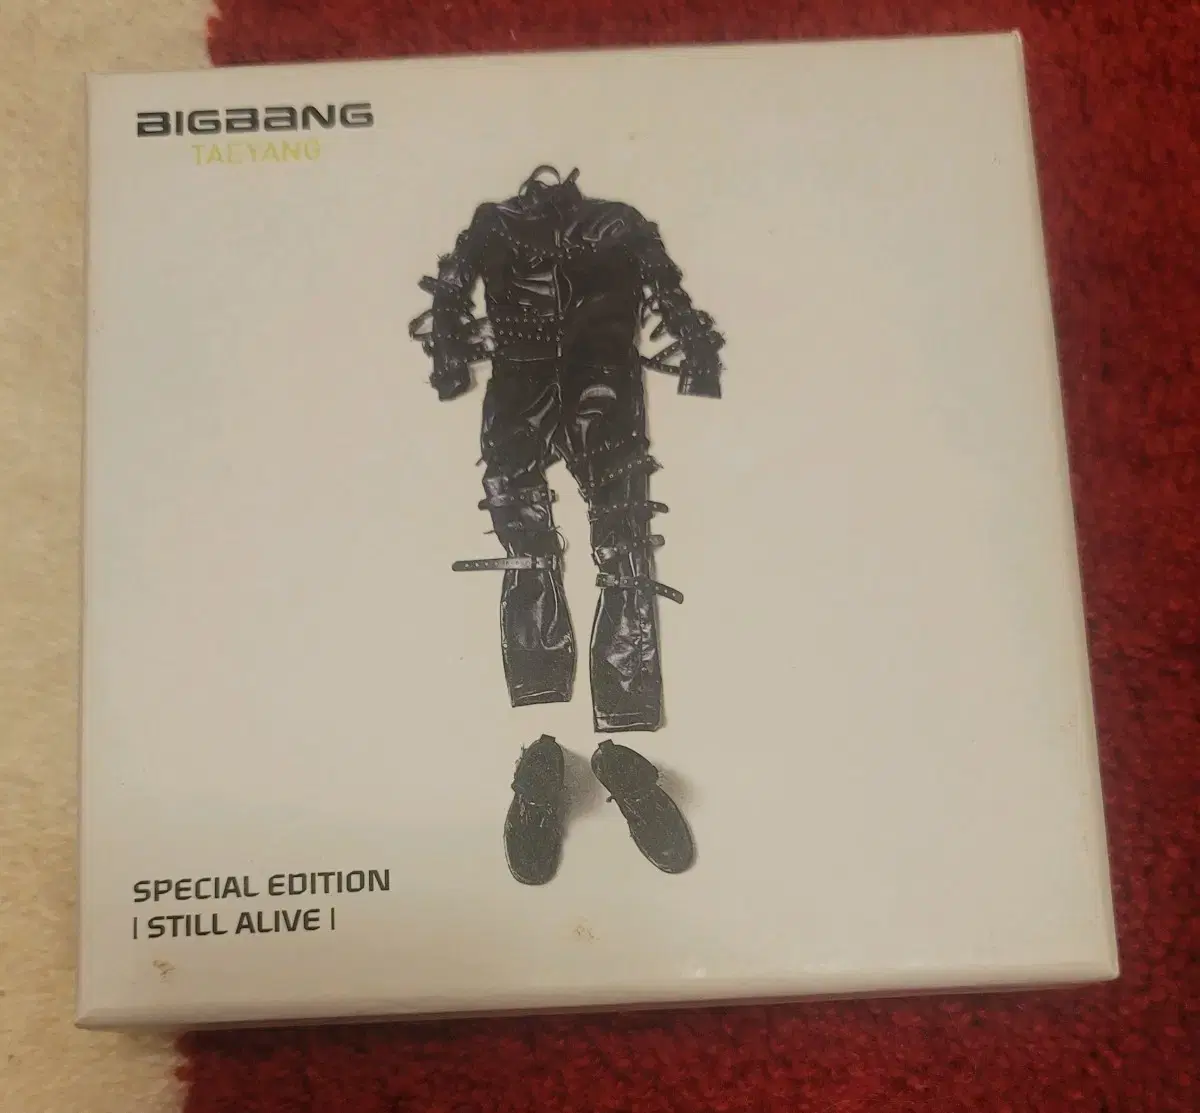 BIGBANG
TAEYANG
SPECIAL EDITION
| STILL ALIVE |